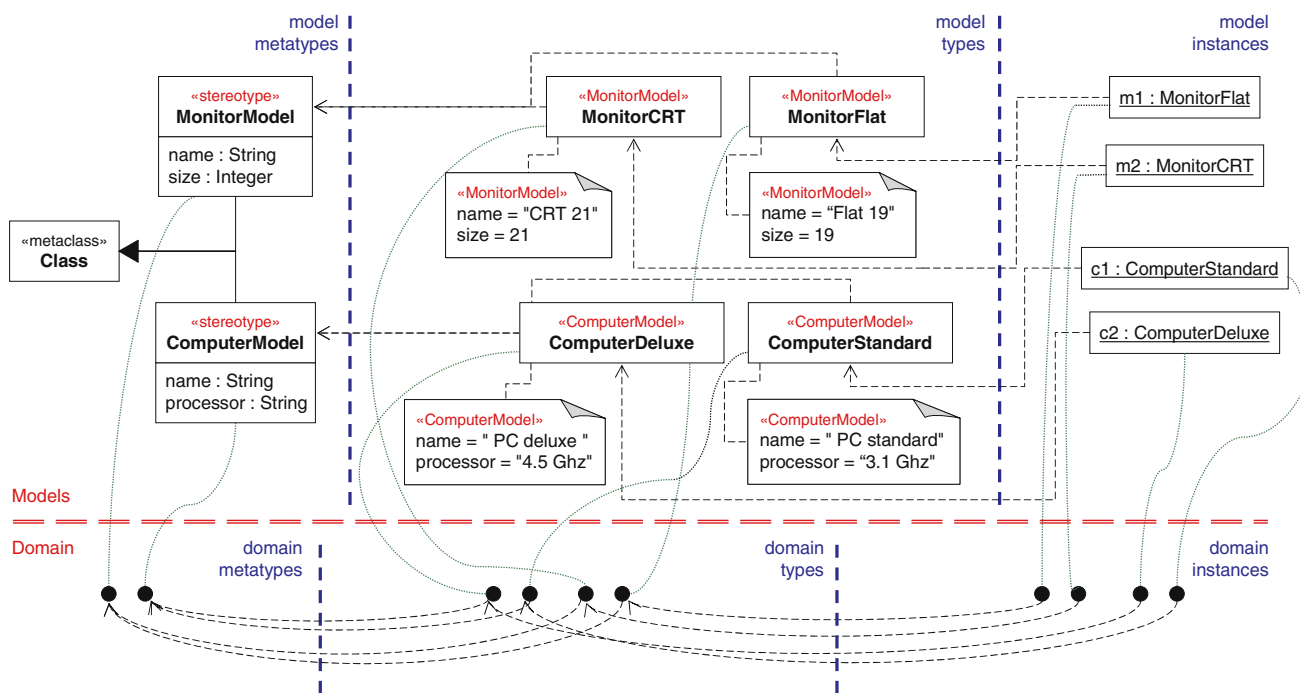 model
metatypes
model
types
model
instances
«stereotype»
MonitorModel
name : String
size : Integer
«MonitorModel»
MonitorCRT
«MonitorModel»
MonitorFlat
m1 : MonitorFlat
m2 : MonitorCRT
«MonitorModel»
name = "CRT 21"
size = 21
«MonitorModel»
name = “Flat 19"
size = 19
«metaclass»
Class
c1 : ComputerStandard
c2 : ComputerDeluxe
«stereotype»
ComputerModel
name : String
processor : String
«ComputerModel»
ComputerDeluxe
«ComputerModel»
ComputerStandard
«ComputerModel»
name = " PC deluxe "
processor = "4.5 Ghz"
«ComputerModel»
name = " PC standard"
processor = “3.1 Ghz"
Models
Domain
domain
metatypes
domain
types
domain
instances